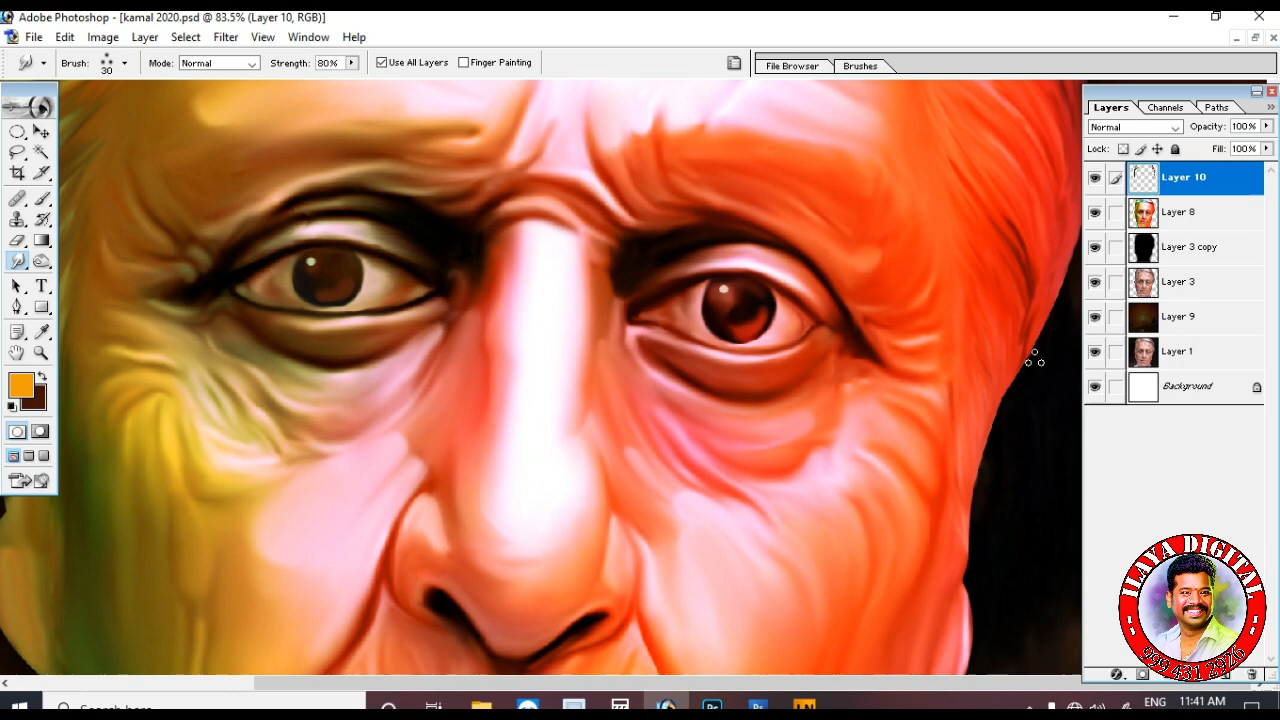 Adobe Photoshop - [kamal 2020.psd @ 83.5% (Layer 10, RGB)]
File Edit Image Layer Select Filter View Window Help
Brush: 30 Mode: Normal Strength: 80% Use All Layers Finger Painting File Browser Brushes
Layers Channels Paths
Normal Opacity: 100%
Lock: Fill: 100%
Layer 10
Layer 8
Layer 3 copy
Layer 3
Layer 9
Layer 1
Background
ILAYA DIGITAL
999 431 2926
ENG 11:41 AM